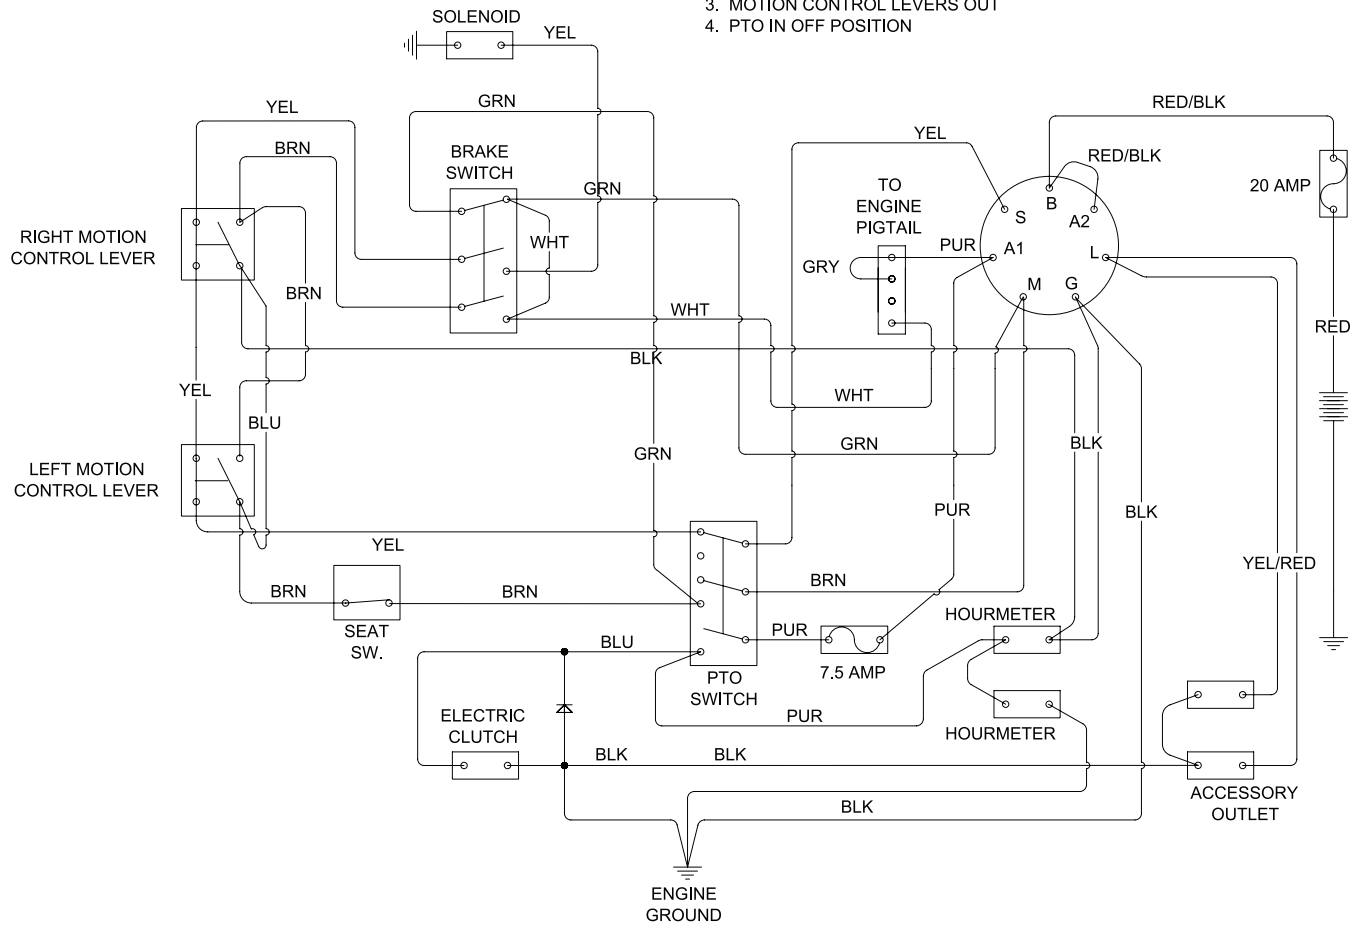 3. MOTION CONTROL LEVERS OUT
4. PTO IN OFF POSITION
SOLENOID
YEL
GRN
YEL
RED/BLK
BRN
BRAKE
SWITCH
YEL
RED/BLK
20 AMP
GRN
TO
ENGINE
PIGTAIL
B
A2
S
RIGHT MOTION
CONTROL LEVER
WHT
PUR
A1
L
GRY
BRN
M
G
WHT
RED
BLK
YEL
WHT
BLU
GRN
BLK
LEFT MOTION
CONTROL LEVER
GRN
PUR
BLK
YEL
YEL/RED
BRN
BRN
BRN
HOURMETER
SEAT
SW.
BLU
PUR
7.5 AMP
PTO
SWITCH
PUR
ELECTRIC
CLUTCH
HOURMETER
BLK
BLK
ACCESSORY
OUTLET
BLK
ENGINE
GROUND